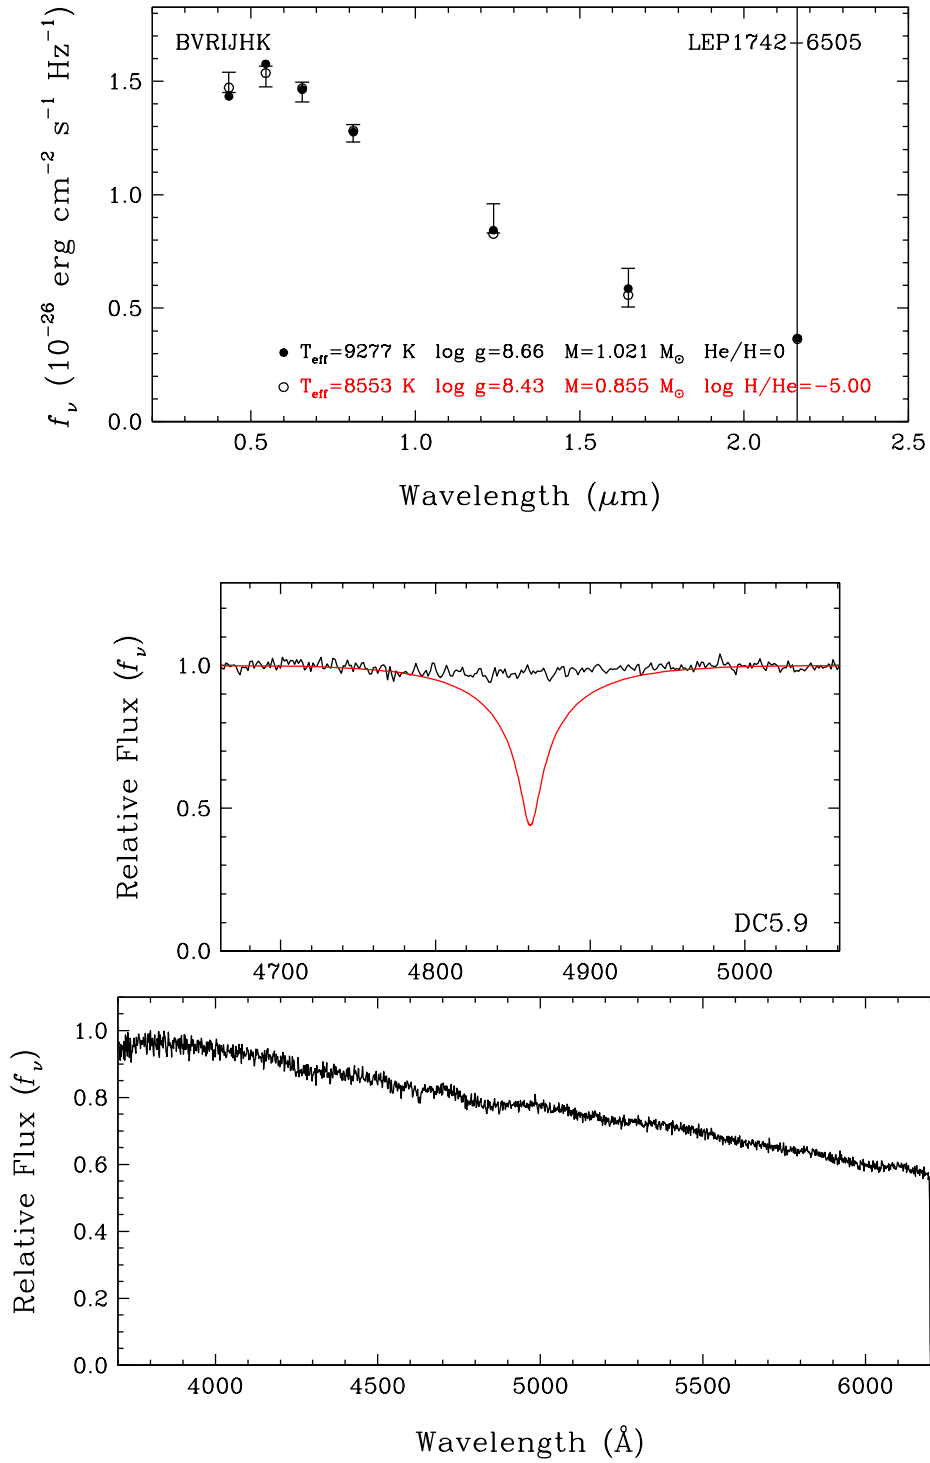 BVRIJHK LEP1742−6505
1.5
1.0
0.5
0.0
f_ν (10⁻²⁶ erg cm⁻² s⁻¹ Hz⁻¹)
● T_eff=9277 K log g=8.66 M=1.021 M_⊙ He/H=0
○ T_eff=8553 K log g=8.43 M=0.855 M_⊙ log H/He=−5.00
0.5 1.0 1.5 2.0 2.5
Wavelength (μm)
1.0
0.5
0.0
Relative Flux (f_ν)
DC5.9
4700 4800 4900 5000
1.0
0.8
0.6
0.4
0.2
0.0
Relative Flux (f_ν)
4000 4500 5000 5500 6000
Wavelength (Å)